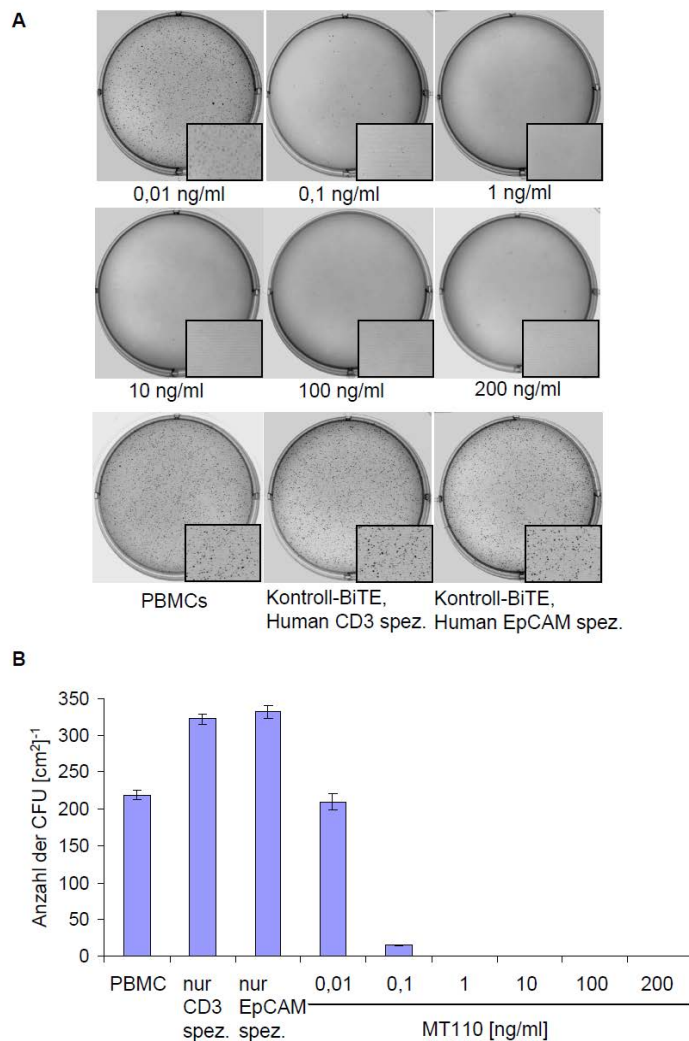 A
0,01 ng/ml 0,1 ng/ml 1 ng/ml
10 ng/ml 100 ng/ml 200 ng/ml
PBMCs
Kontroll-BiTE,
Human CD3 spez.
Kontroll-BiTE,
Human EpCAM spez.
B
Anzahl der CFU [cm²]⁻¹
350
300
250
200
150
100
50
0
PBMC
nur
CD3
spez.
nur
EpCAM
spez.
0,01 0,1 1 10 100 200
MT110 [ng/ml]